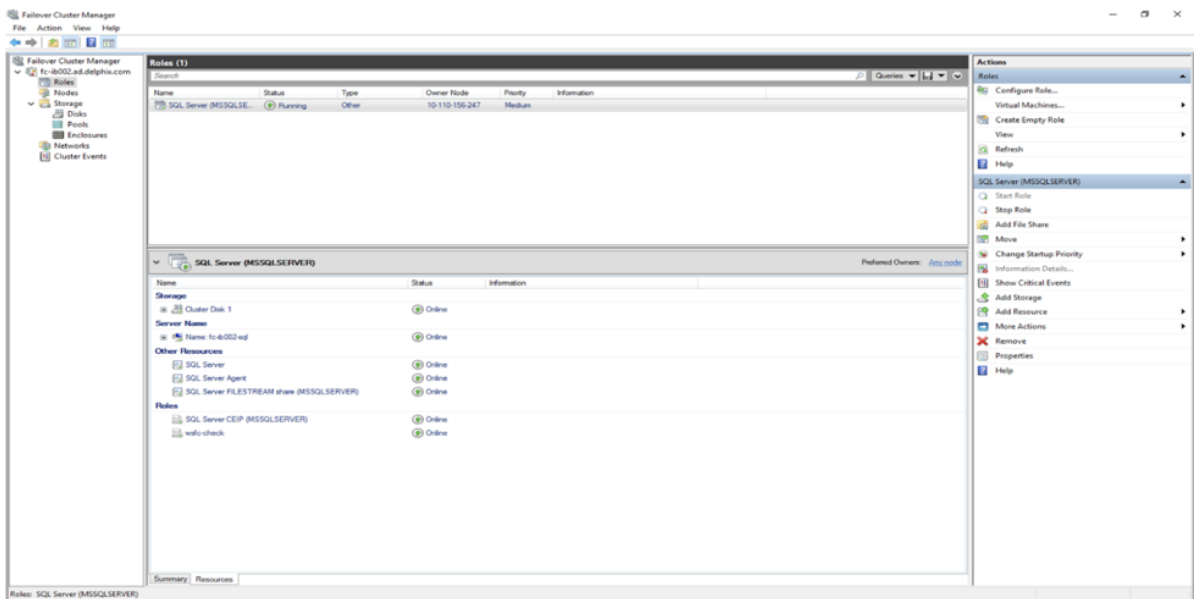 Failover Cluster Manager
File Action View Help
Failover Cluster Manager
fc-ib002.ad.delphix.com
Roles
Nodes
Storage
Disks
Pools
Enclosures
Networks
Cluster Events
Roles (1)
Search
Queries
Name Status Type Owner Node Priority Information
SQL Server (MSSQLSE... Running Other 10-110-156-247 Medium
SQL Server (MSSQLSERVER) Preferred Owners: Any node
Name Status Information
Storage
Cluster Disk 1 Online
Server Name
Name: fc-ib002-sql Online
Other Resources
SQL Server Online
SQL Server Agent Online
SQL Server FILESTREAM share (MSSQLSERVER) Online
Roles
SQL Server CEIP (MSSQLSERVER) Online
wsfc-check Online
Summary Resources
Actions
Roles
Configure Role...
Virtual Machines...
Create Empty Role
View
Refresh
Help
SQL Server (MSSQLSERVER)
Start Role
Stop Role
Add File Share
Move
Change Startup Priority
Information Details...
Show Critical Events
Add Storage
Add Resource
More Actions
Remove
Properties
Help
Roles: SQL Server (MSSQLSERVER)